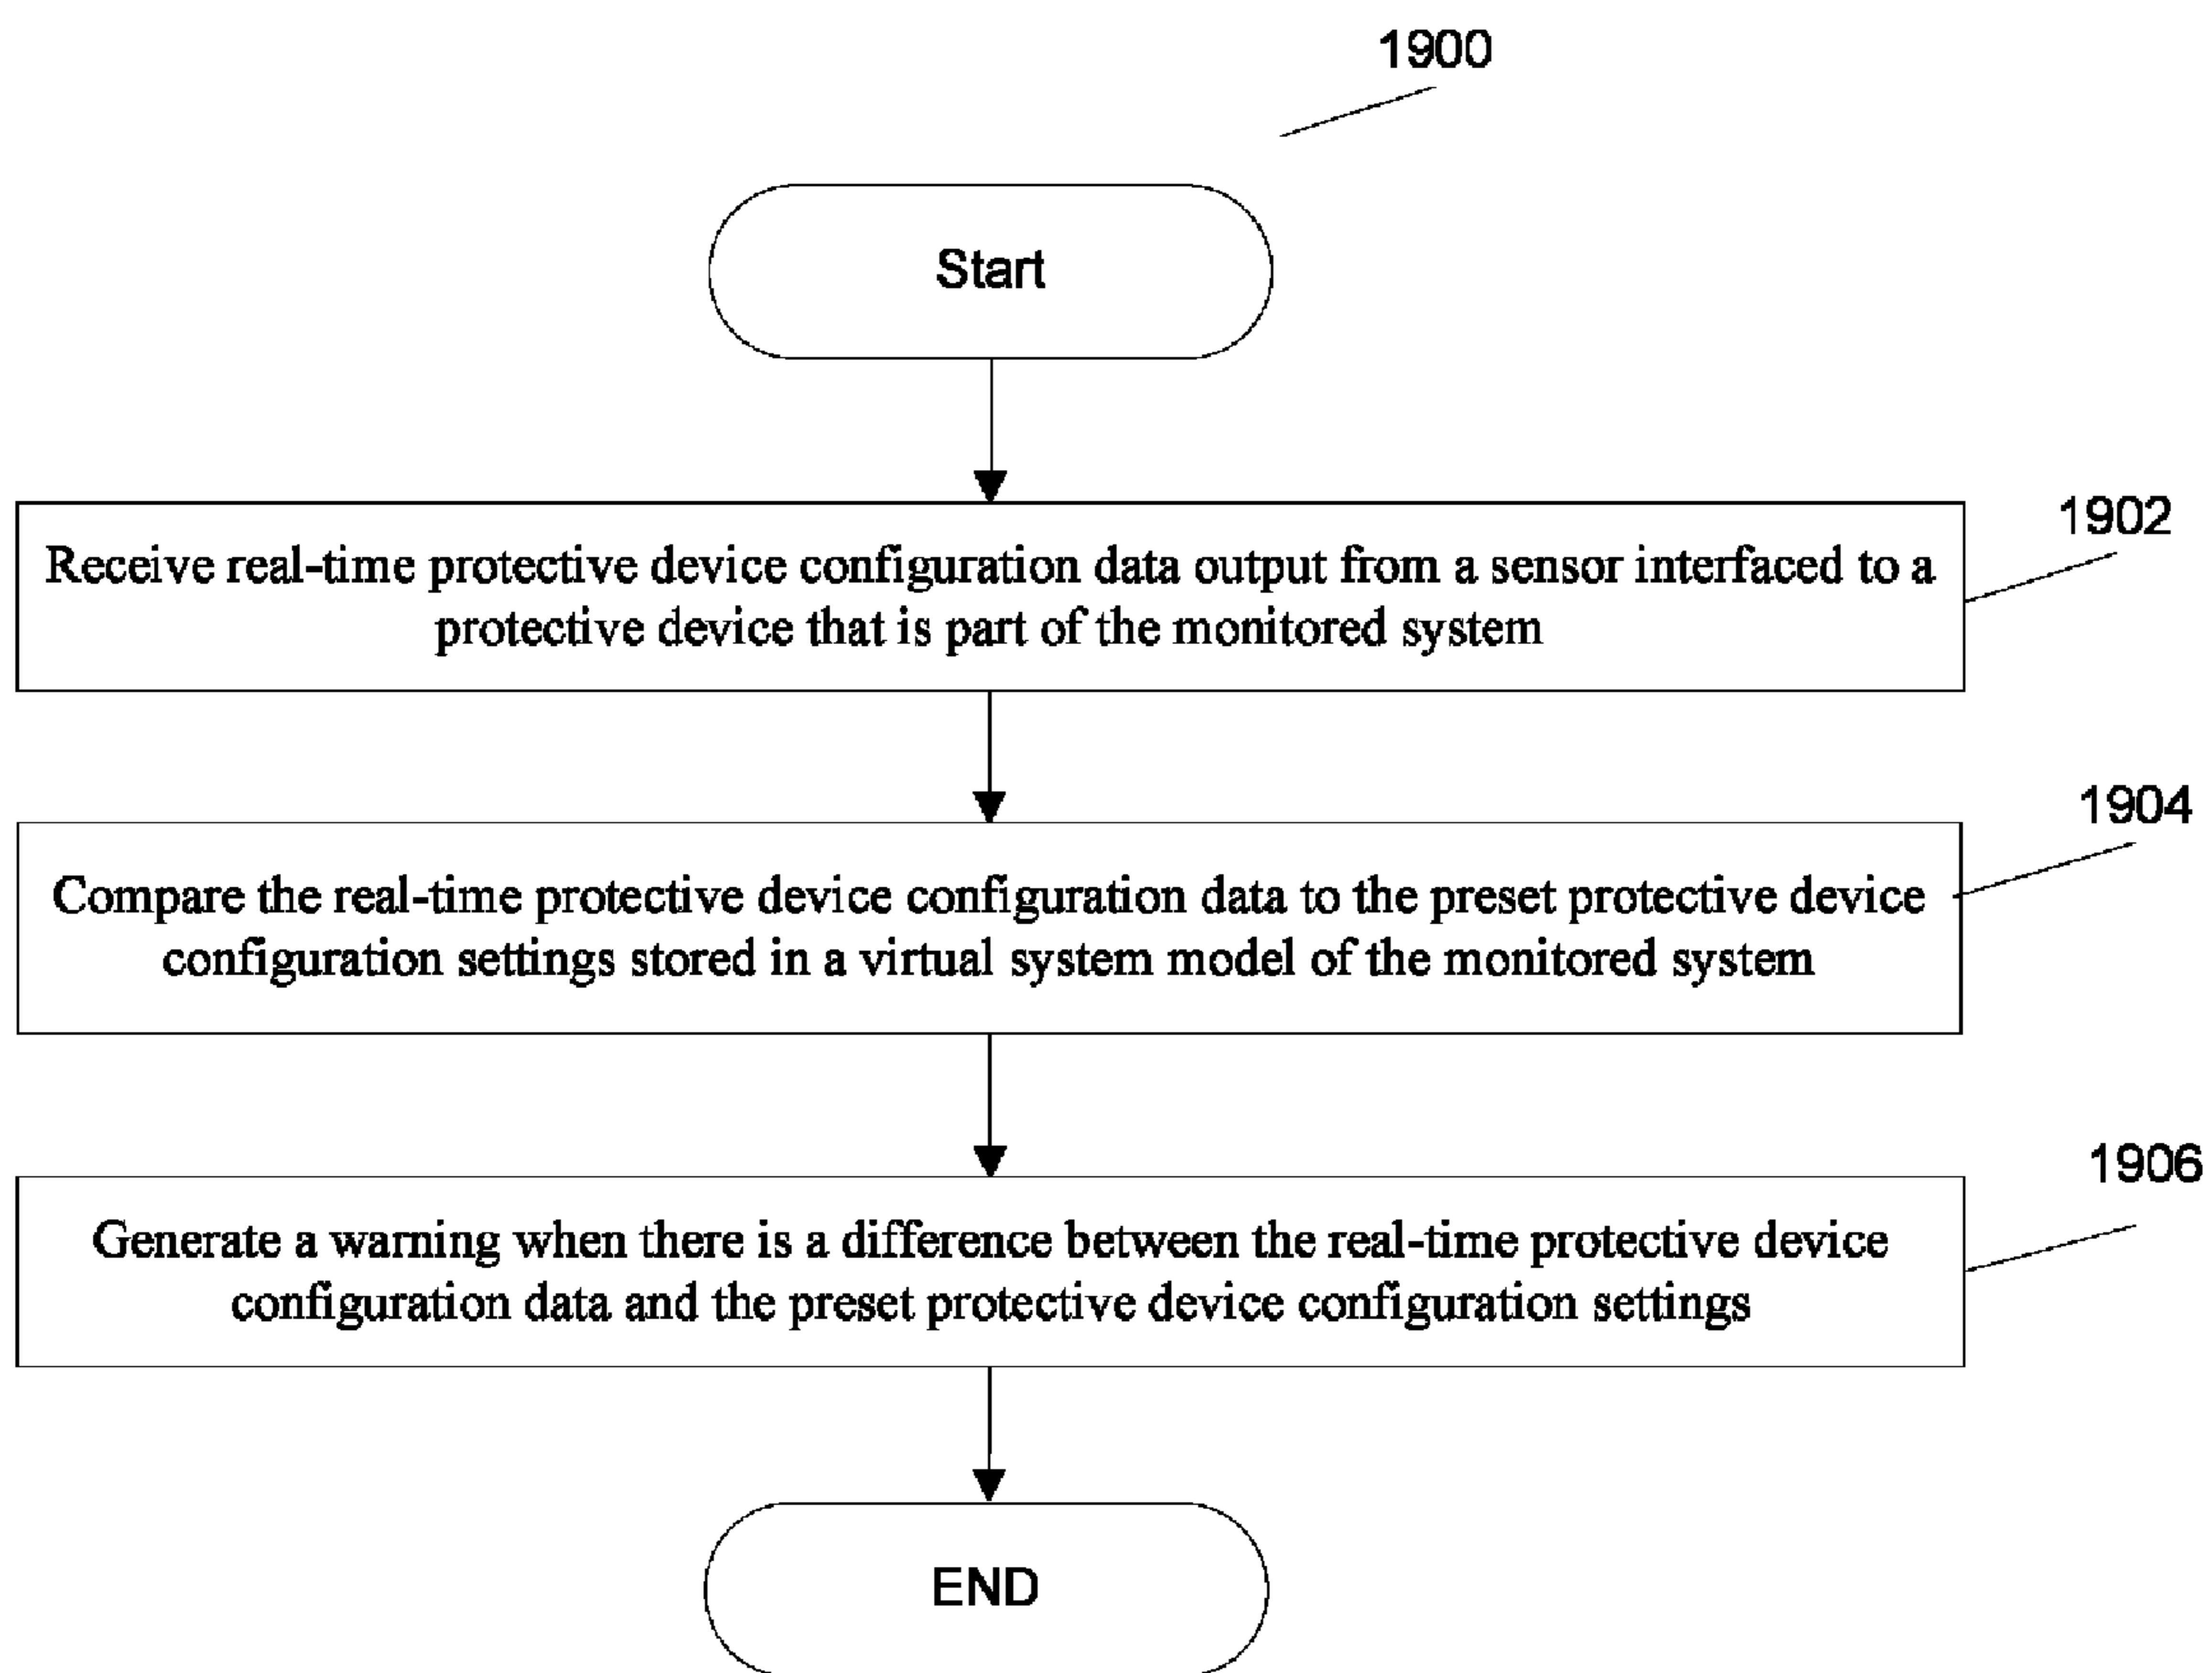 1900
Start
1902
Receive real-time protective device configuration data output from a sensor interfaced to a
protective device that is part of the monitored system
1904
Compare the real-time protective device configuration data to the preset protective device
configuration settings stored in a virtual system model of the monitored system
1906
Generate a warning when there is a difference between the real-time protective device
configuration data and the preset protective device configuration settings
END